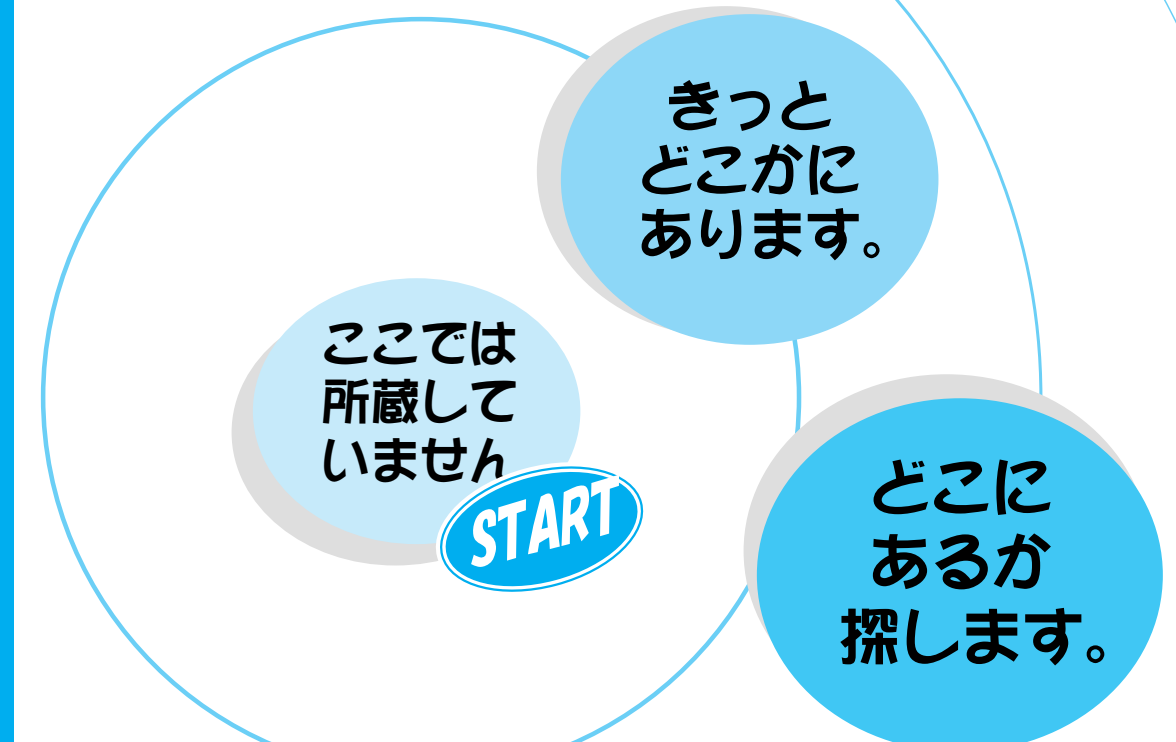 きっと
どこかに
あります。
ここでは
所蔵して
いません
START
どこに
あるか
探します。